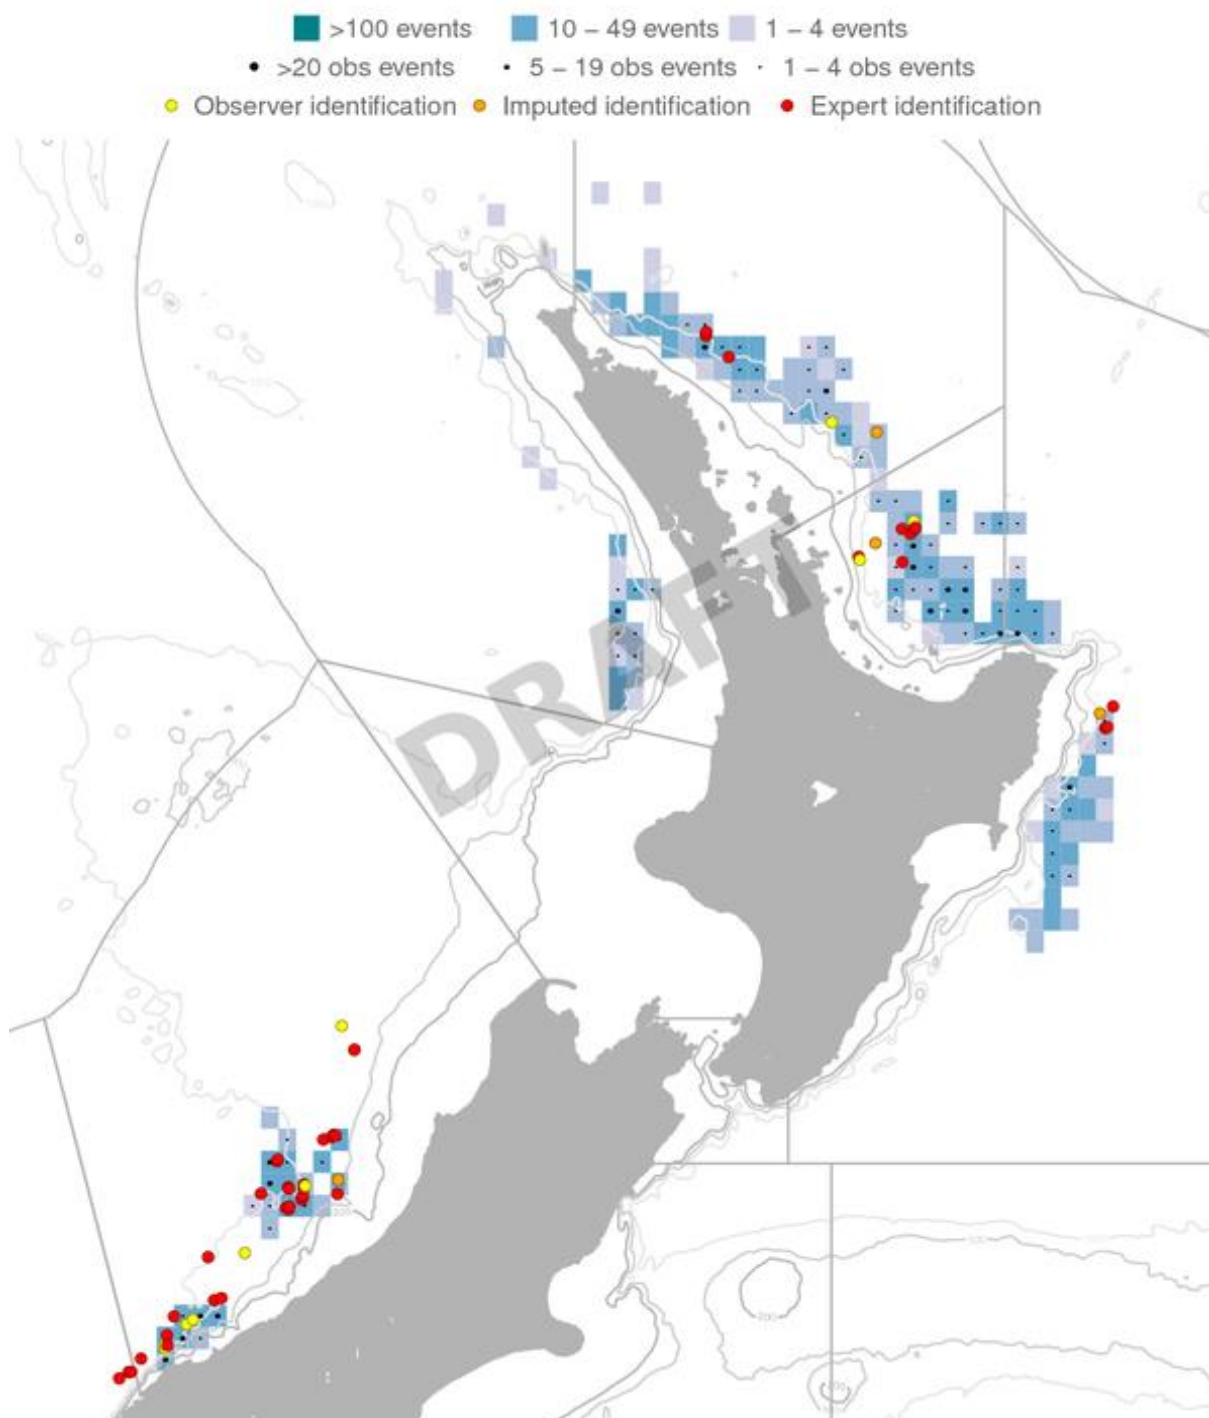 >100 events 10 – 49 events 1 – 4 events
>20 obs events 5 – 19 obs events 1 – 4 obs events
Observer identification Imputed identification Expert identification
DRAFT